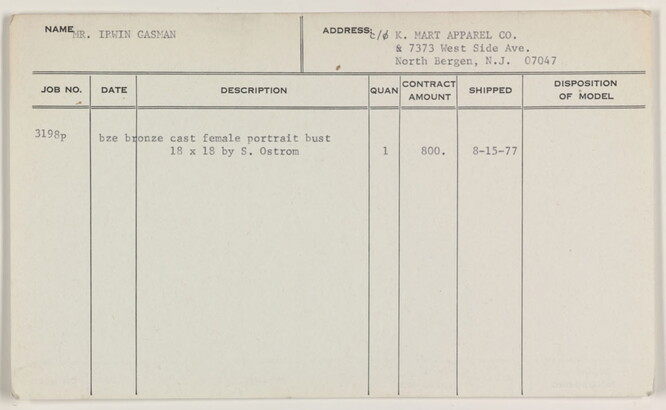 NAME MR. IRWIN GASMAN
ADDRESS: c/o K. MART APPAREL CO.
& 7373 West Side Ave.
North Bergen, N.J. 07047
JOB NO. DATE DESCRIPTION QUAN CONTRACT AMOUNT SHIPPED DISPOSITION OF MODEL
3198p bze bronze cast female portrait bust
18 x 18 by S. Ostrom 1 800. 8-15-77